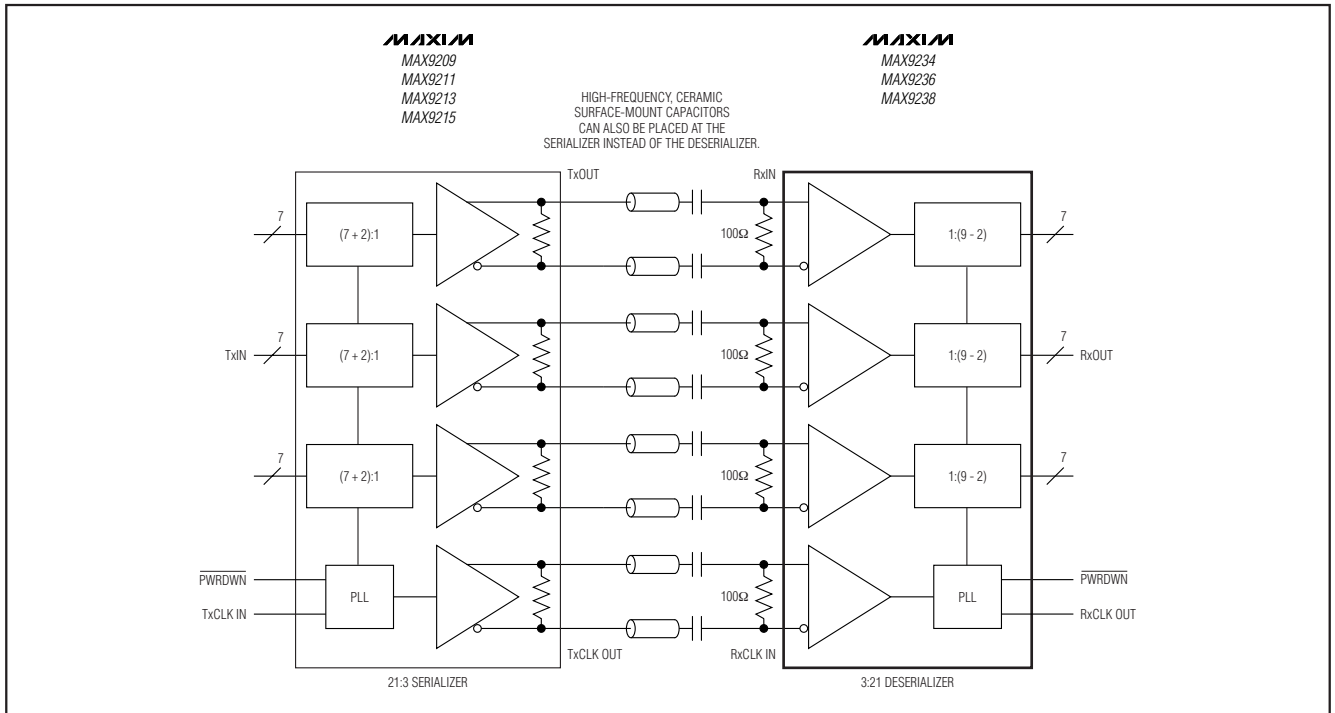 MAXIM
MAX9209
MAX9211
MAX9213
MAX9215
MAXIM
MAX9234
MAX9236
MAX9238
HIGH-FREQUENCY, CERAMIC
SURFACE-MOUNT CAPACITORS
CAN ALSO BE PLACED AT THE
SERIALIZER INSTEAD OF THE DESERIALIZER.
TxOUT
RxIN
7
(7 + 2):1
100Ω
1:(9 - 2)
7
TxIN
7
(7 + 2):1
100Ω
1:(9 - 2)
7
RxOUT
7
(7 + 2):1
100Ω
1:(9 - 2)
7
PWRDWN
TxCLK IN
PLL
100Ω
PLL
PWRDWN
RxCLK OUT
TxCLK OUT
RxCLK IN
21:3 SERIALIZER
3:21 DESERIALIZER